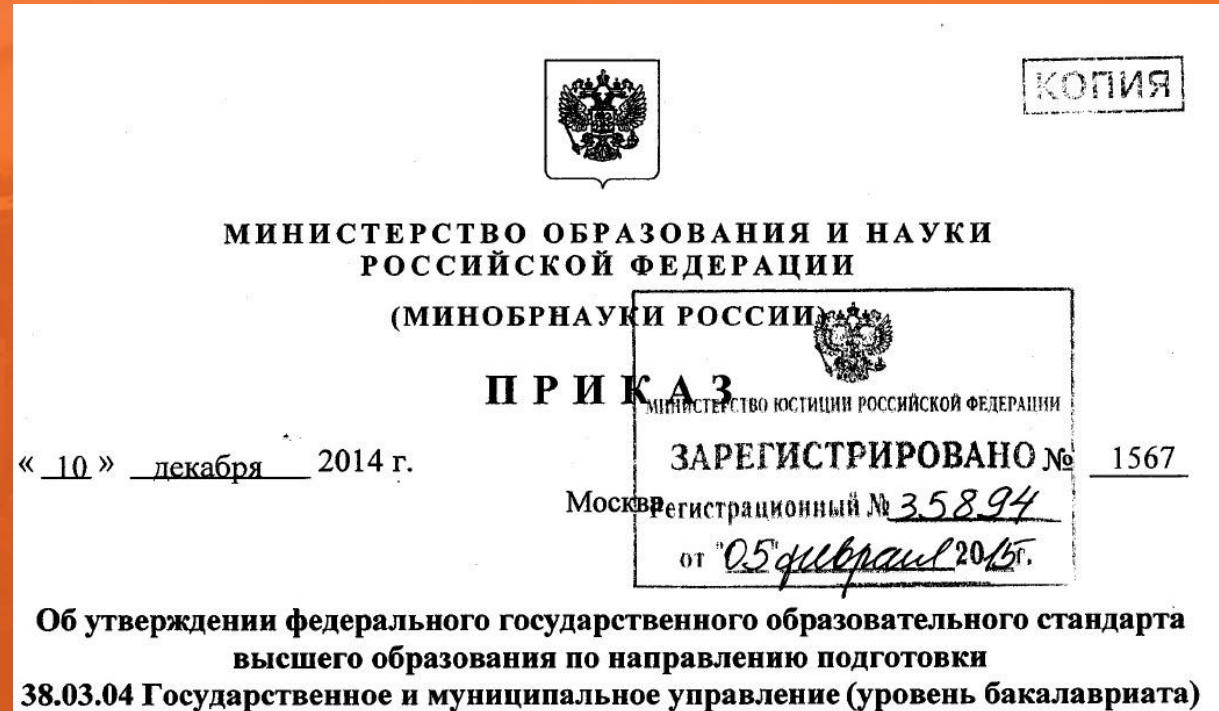 КОПИЯ
МИНИСТЕРСТВО ОБРАЗОВАНИЯ И НАУКИ
РОССИЙСКОЙ ФЕДЕРАЦИИ
(МИНОБРНАУКИ РОССИИ)
ПРИКАЗ
МИНИСТЕРСТВО ЮСТИЦИИ РОССИЙСКОЙ ФЕДЕРАЦИИ
« 10 » декабря 2014 г.
ЗАРЕГИСТРИРОВАНО
№ 1567
Москва
Регистрационный № 35894
от "05" февраля 2015г.
Об утверждении федерального государственного образовательного стандарта
высшего образования по направлению подготовки
38.03.04 Государственное и муниципальное управление (уровень бакалавриата)